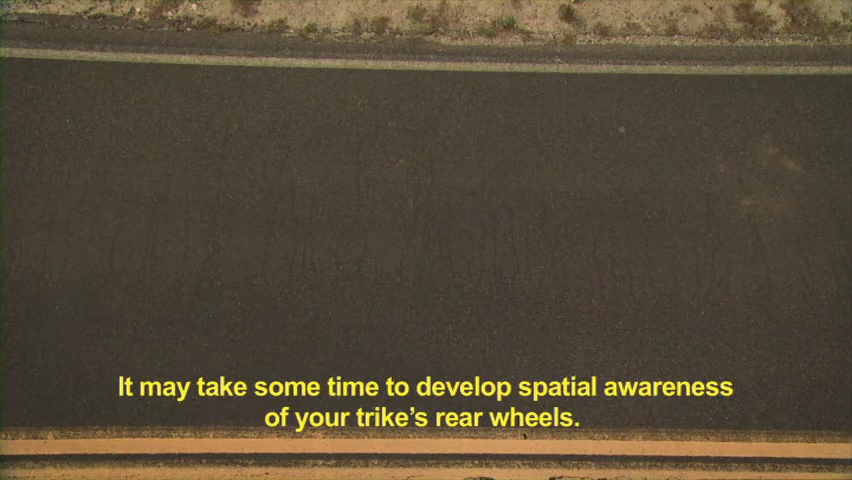 It may take some time to develop spatial awareness
of your trike’s rear wheels.